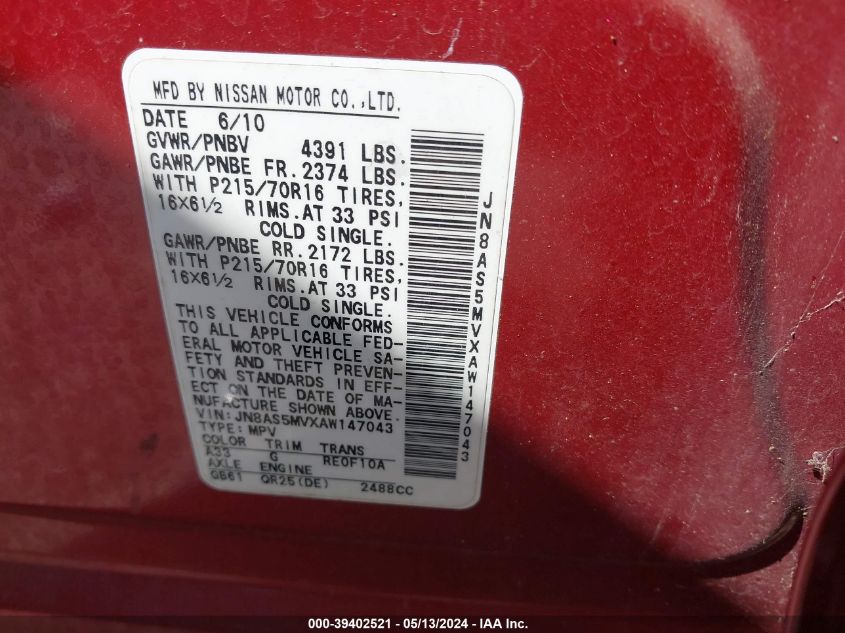 MFD BY NISSAN MOTOR CO.,LTD.
DATE 6/10
GVWR/PNBV 4391 LBS.
GAWR/PNBE FR. 2374 LBS.
WITH P215/70R16 TIRES,
16X6½ RIMS. AT 33 PSI
COLD SINGLE.
GAWR/PNBE RR. 2172 LBS.
WITH P215/70R16 TIRES,
16X6½ RIMS. AT 33 PSI
COLD SINGLE.
THIS VEHICLE CONFORMS
TO ALL APPLICABLE FED-
ERAL MOTOR VEHICLE SA-
FETY AND THEFT PREVEN-
TION STANDARDS IN EFF-
ECT ON THE DATE OF MA-
NUFACTURE SHOWN ABOVE.
VIN: JN8AS5MVXAW147043
TYPE: MPV
COLOR TRIM TRANS
A33 G RE0F10A
AXLE ENGINE
GB61 QR25(DE) 2488CC
JN8AS5MVXAW147043
000-39402521 - 05/13/2024 - IAA Inc.